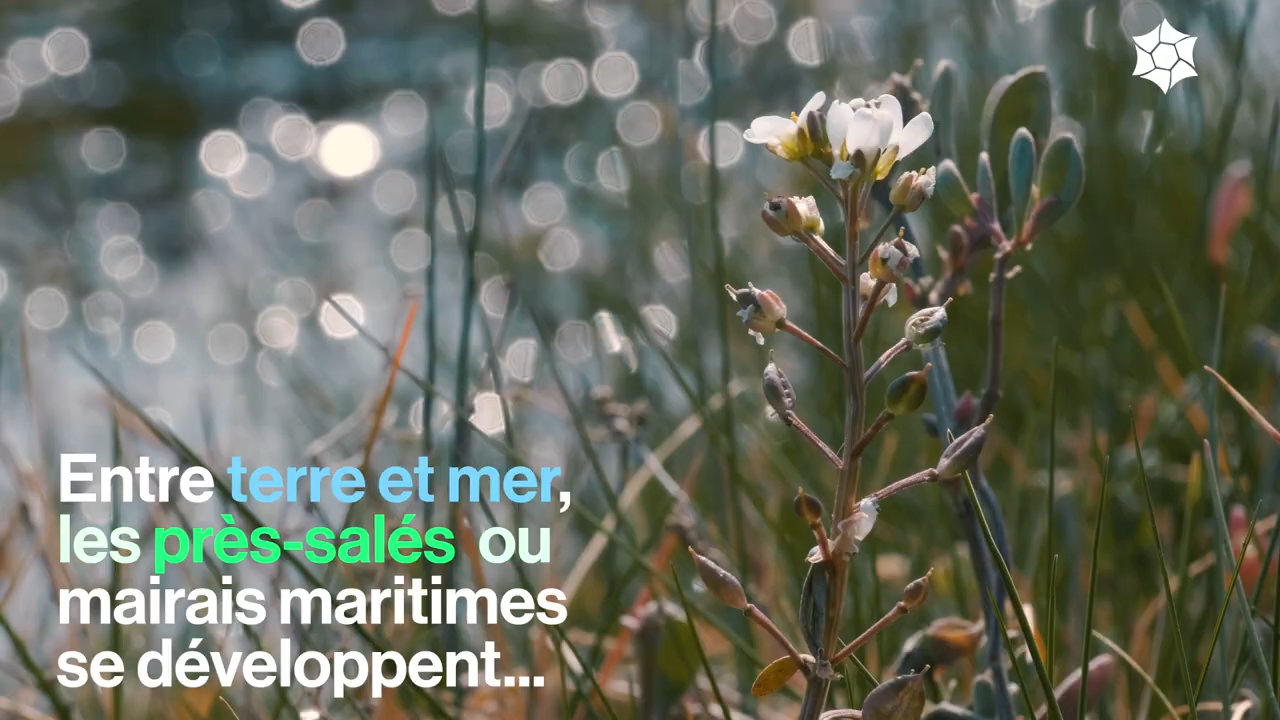 Entre terre et mer,
les près-salés ou
mairais maritimes
se développent...